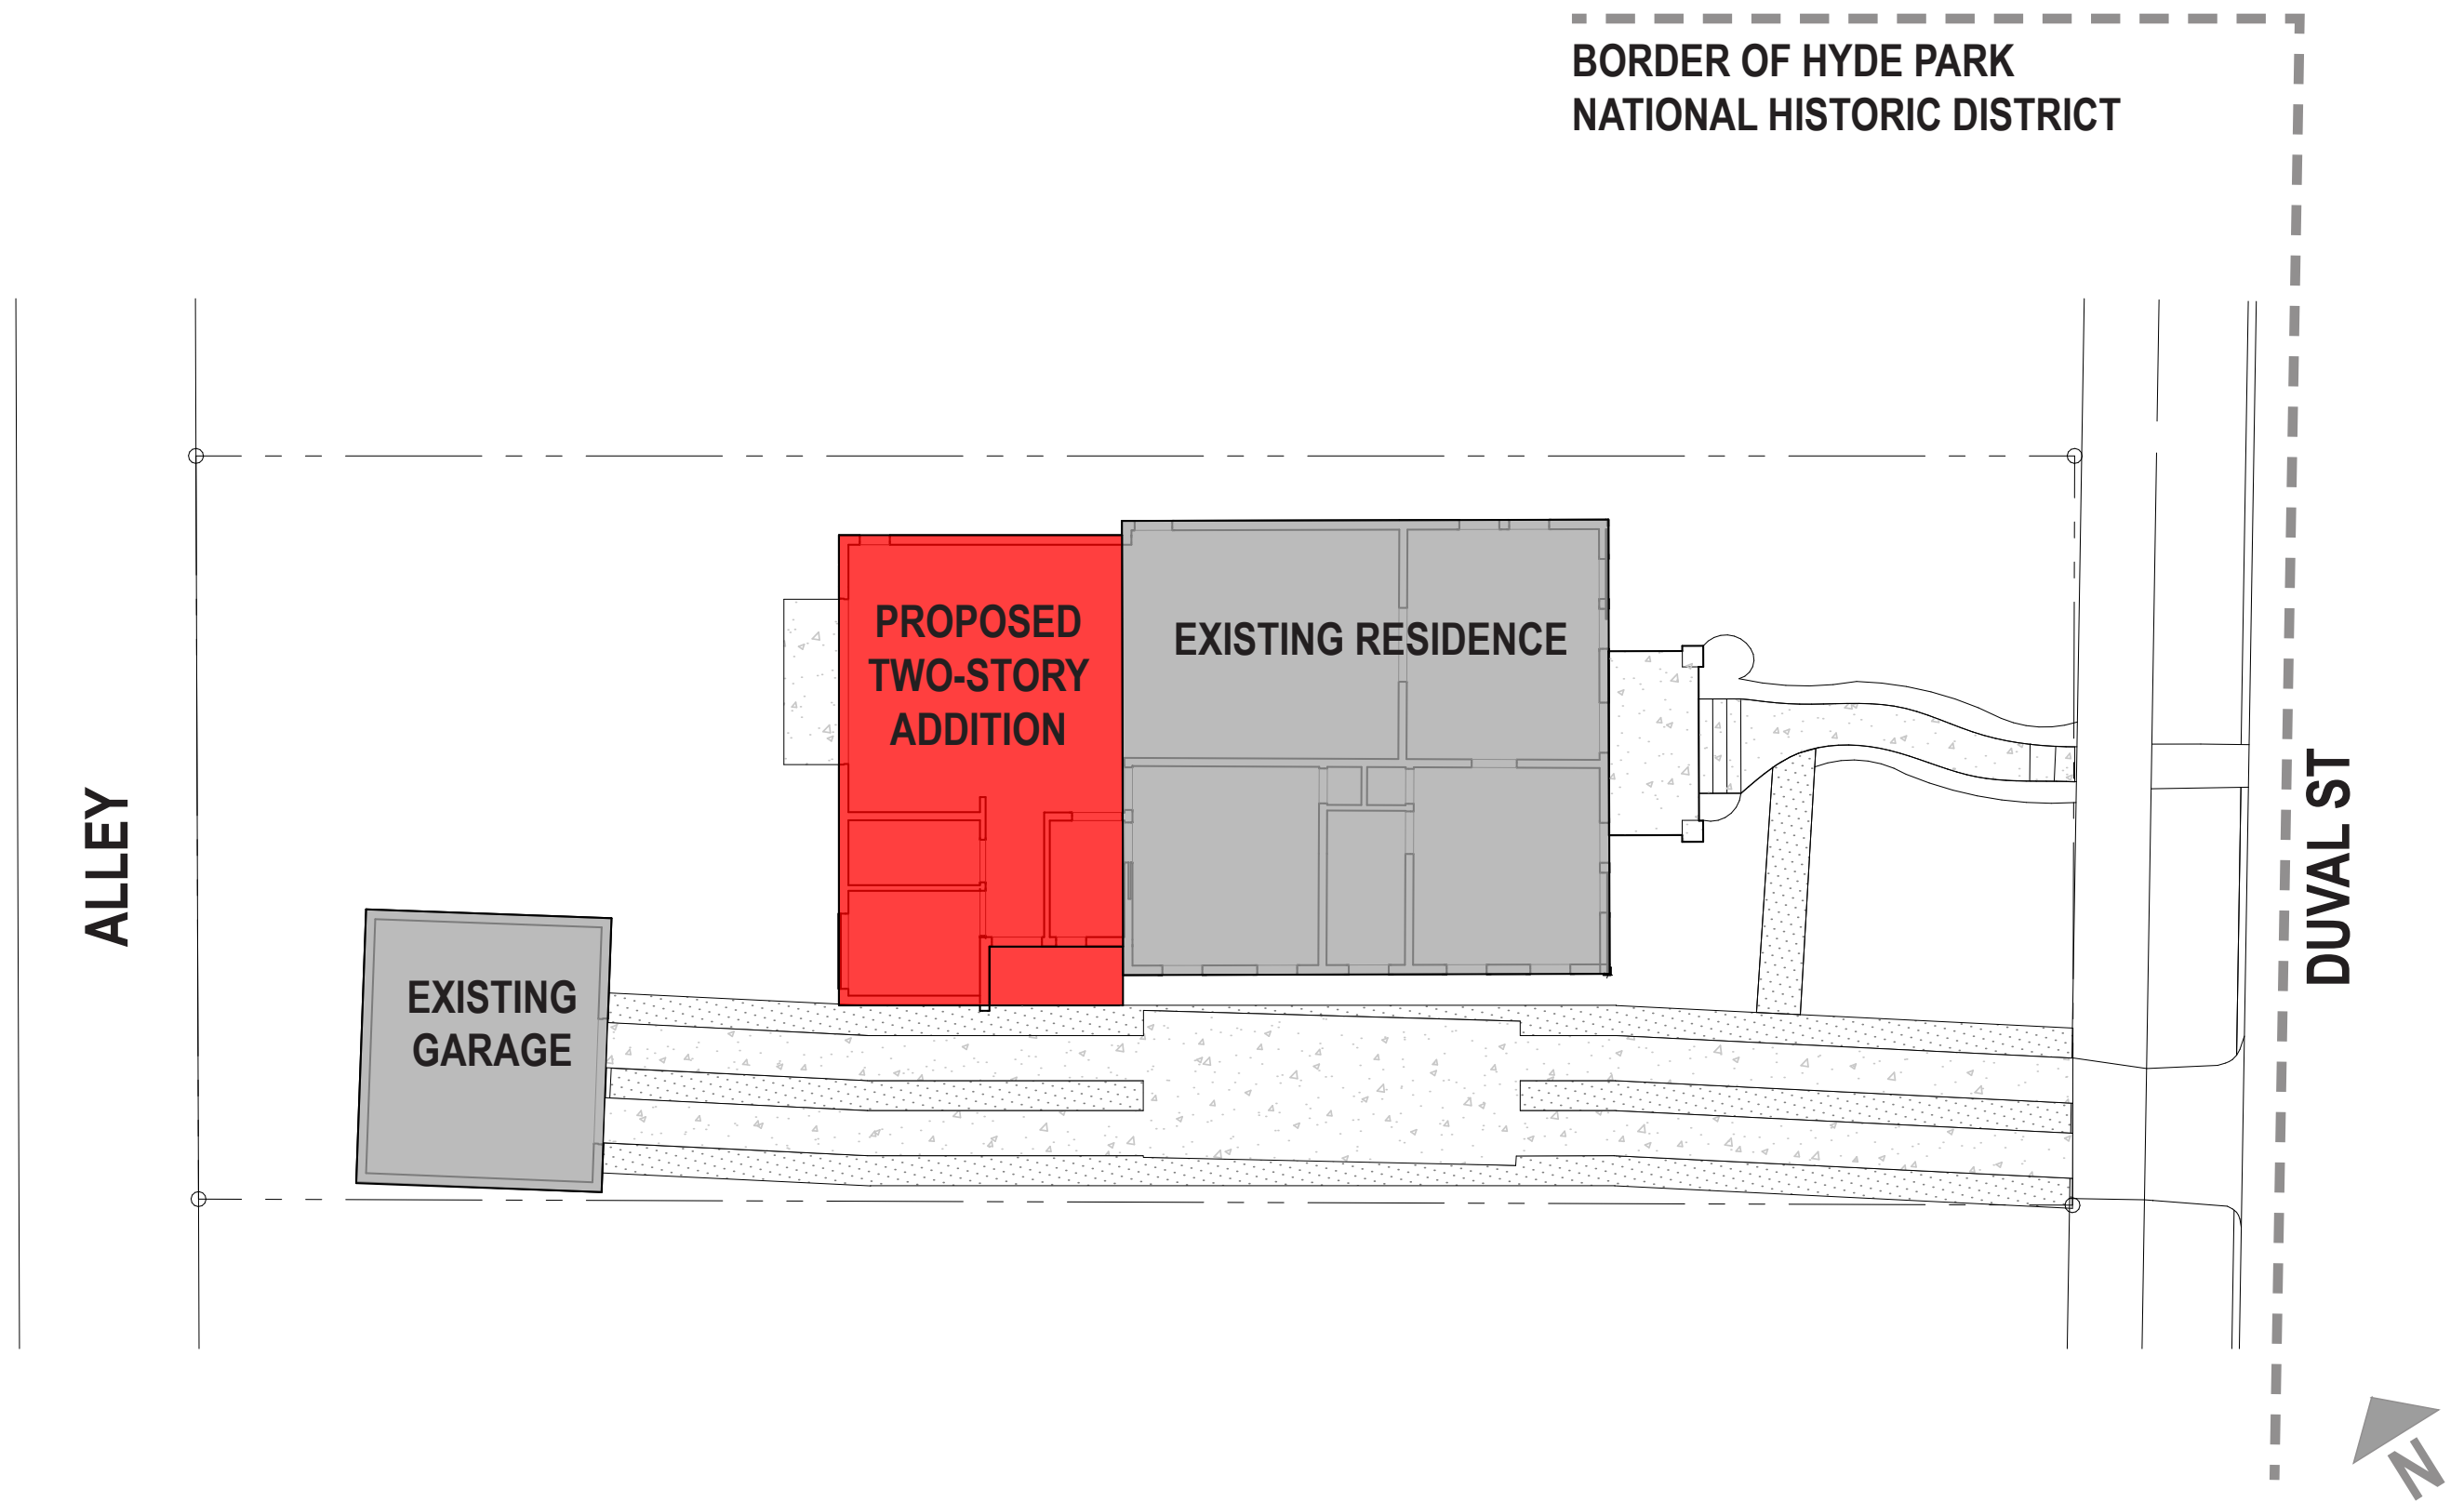 BORDER OF HYDE PARK
NATIONAL HISTORIC DISTRICT
PROPOSED
TWO-STORY
ADDITION
EXISTING RESIDENCE
ALLEY
DUVAL ST
EXISTING
GARAGE
N